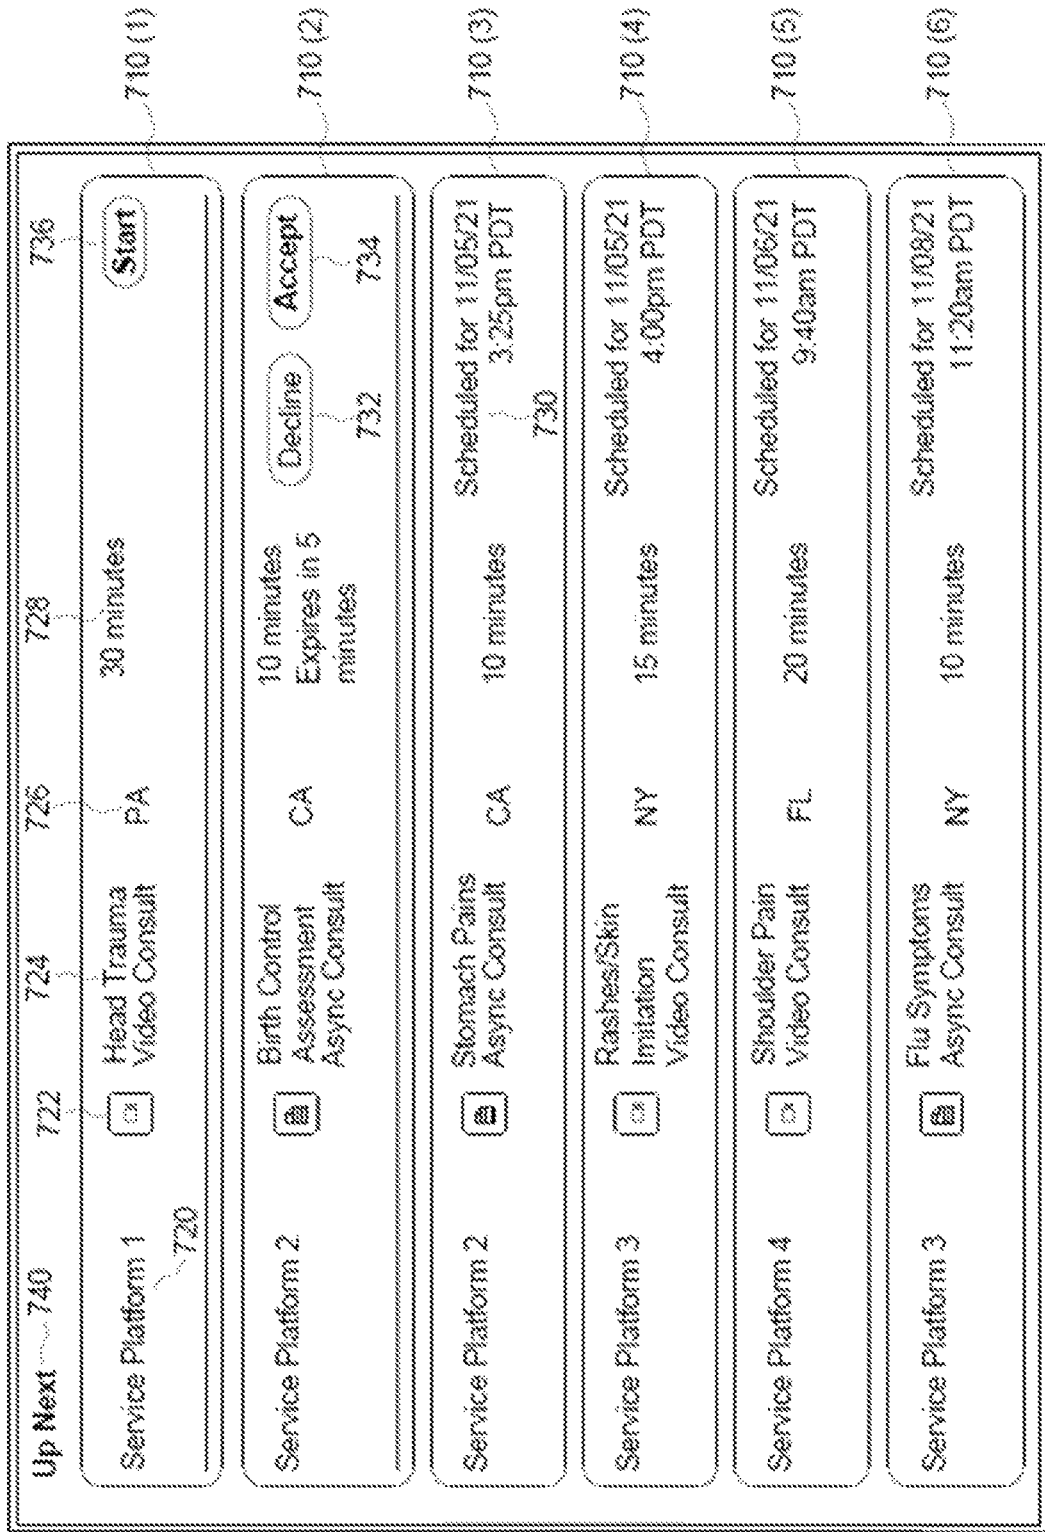 Up Next 740
722
724
726
728
736
Service Platform 1
720
Head Trauma
Video Consult
PA
30 minutes
Start
710 (1)
Service Platform 2
Birth Control
Assessment
Async Consult
CA
10 minutes
Expires in 5
minutes
Decline
732
Accept
734
710 (2)
Service Platform 2
Stomach Pains
Async Consult
CA
10 minutes
Scheduled for 11/05/21
3:25pm PDT
730
710 (3)
Service Platform 3
Rashes/Skin
Imitation
Video Consult
NY
15 minutes
Scheduled for 11/05/21
4:00pm PDT
710 (4)
Service Platform 4
Shoulder Pain
Video Consult
FL
20 minutes
Scheduled for 11/06/21
9:40am PDT
710 (5)
Service Platform 3
Flu Symptoms
Async Consult
NY
10 minutes
Scheduled for 11/08/21
11:20am PDT
710 (6)